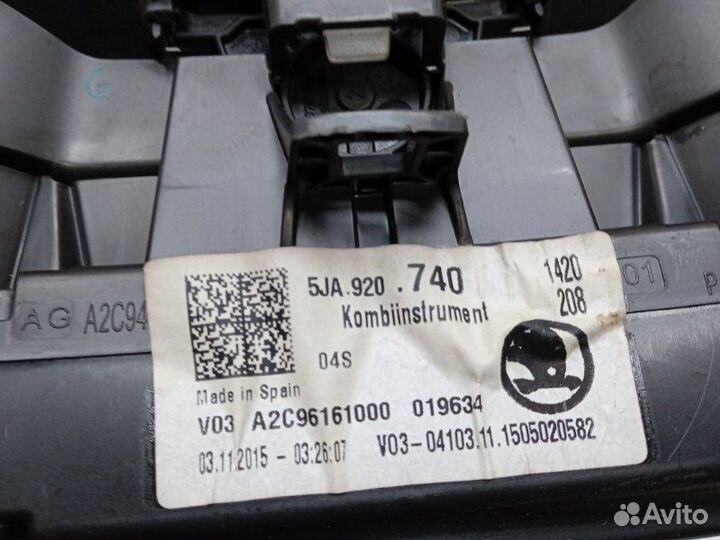 G
AG A2C94
01
P
5JA.920 .740
1420
208
Kombiinstrument
04S
Made in Spain
V03 A2C96161000 019634
03.11.2015 - 03:26:07 V03-04103.11.1505020582
Avito